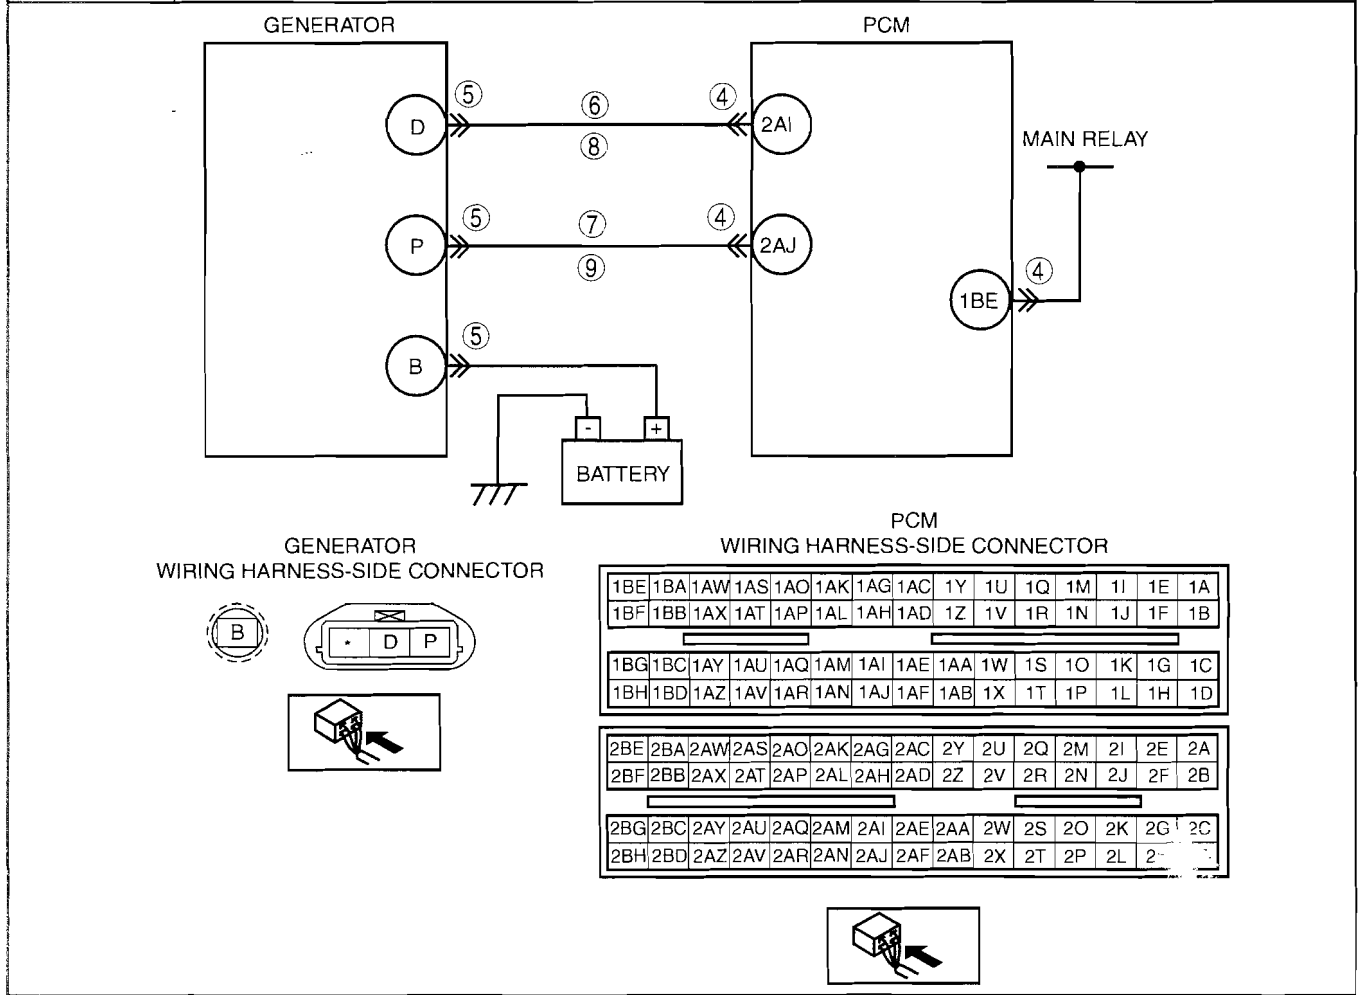 GENERATOR
PCM
⑤ ⑥ ④
D 2AI
⑧
MAIN RELAY
⑤ ⑦ ④
P 2AJ
⑨
④
1BE
⑤
B
- +
BATTERY
GENERATOR
WIRING HARNESS-SIDE CONNECTOR
B
* D P
PCM
WIRING HARNESS-SIDE CONNECTOR
1BE 1BA 1AW 1AS 1AO 1AK 1AG 1AC 1Y 1U 1Q 1M 1I 1E 1A
1BF 1BB 1AX 1AT 1AP 1AL 1AH 1AD 1Z 1V 1R 1N 1J 1F 1B
1BG 1BC 1AY 1AU 1AQ 1AM 1AI 1AE 1AA 1W 1S 1O 1K 1G 1C
1BH 1BD 1AZ 1AV 1AR 1AN 1AJ 1AF 1AB 1X 1T 1P 1L 1H 1D
2BE 2BA 2AW 2AS 2AO 2AK 2AG 2AC 2Y 2U 2Q 2M 2I 2E 2A
2BF 2BB 2AX 2AT 2AP 2AL 2AH 2AD 2Z 2V 2R 2N 2J 2F 2B
2BG 2BC 2AY 2AU 2AQ 2AM 2AI 2AE 2AA 2W 2S 2O 2K 2G 2C
2BH 2BD 2AZ 2AV 2AR 2AN 2AJ 2AF 2AB 2X 2T 2P 2L